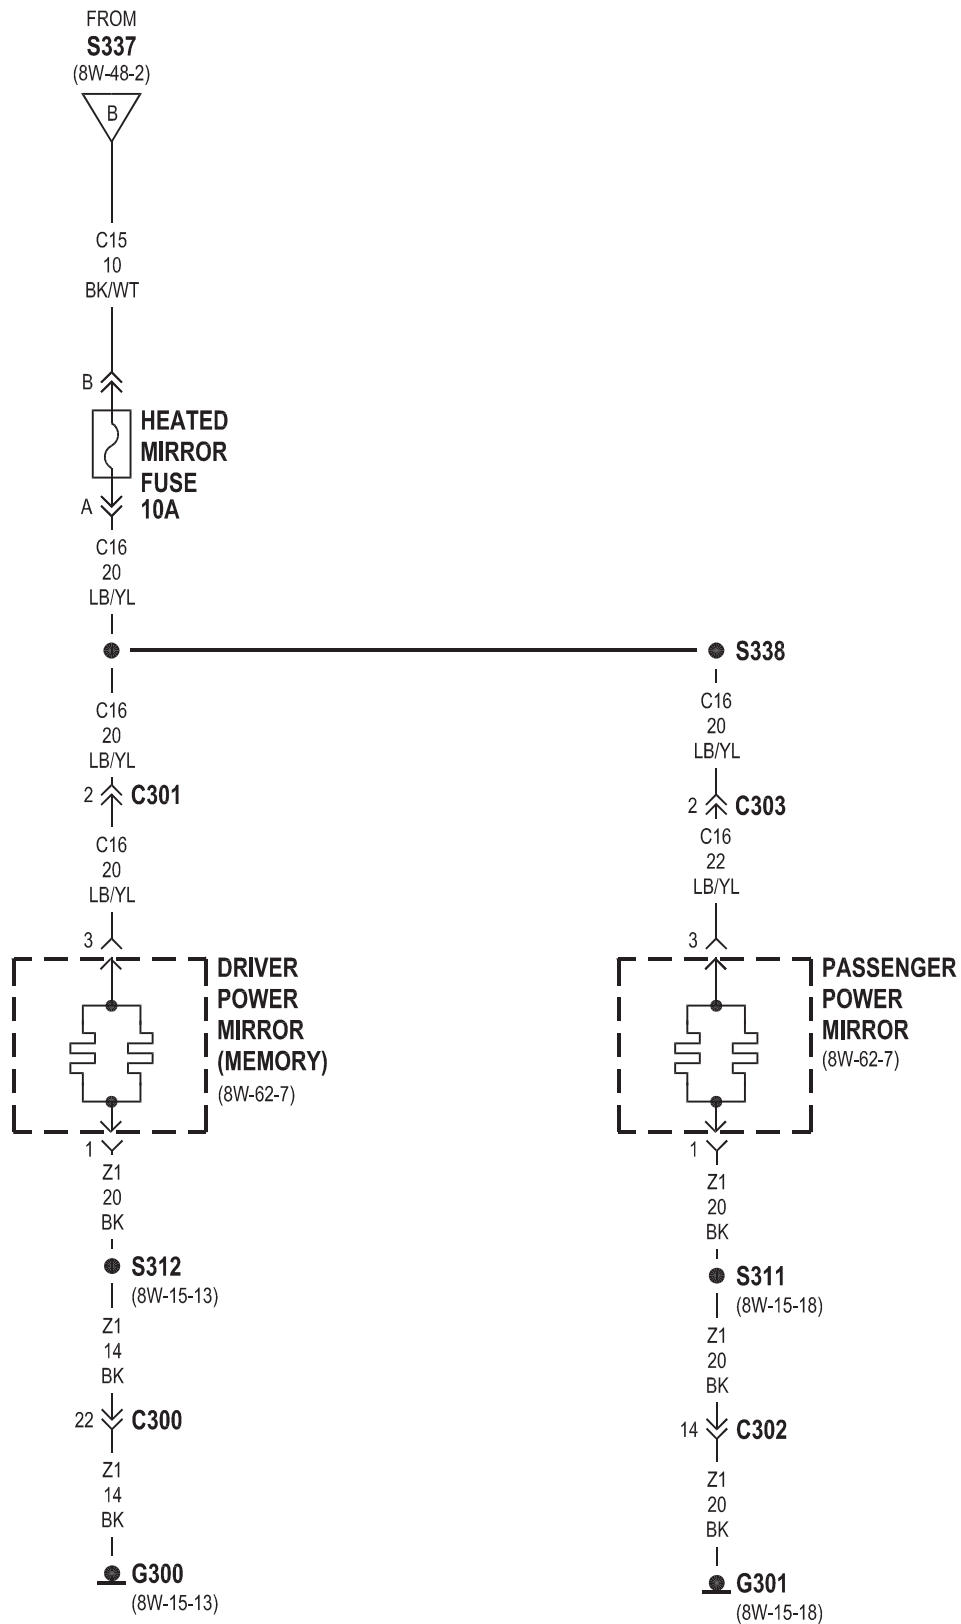 FROM
S337
(8W-48-2)
B
C15
10
BK/WT
B
HEATED
MIRROR
FUSE
10A
A
C16
20
LB/YL
S338
C16
20
LB/YL
2 C301
C16
20
LB/YL
3
DRIVER
POWER
MIRROR
(MEMORY)
(8W-62-7)
1
Z1
20
BK
S312
(8W-15-13)
Z1
14
BK
22 C300
Z1
14
BK
G300
(8W-15-13)
C16
20
LB/YL
2 C303
C16
22
LB/YL
3
PASSENGER
POWER
MIRROR
(8W-62-7)
1
Z1
20
BK
S311
(8W-15-18)
Z1
20
BK
14 C302
Z1
20
BK
G301
(8W-15-18)